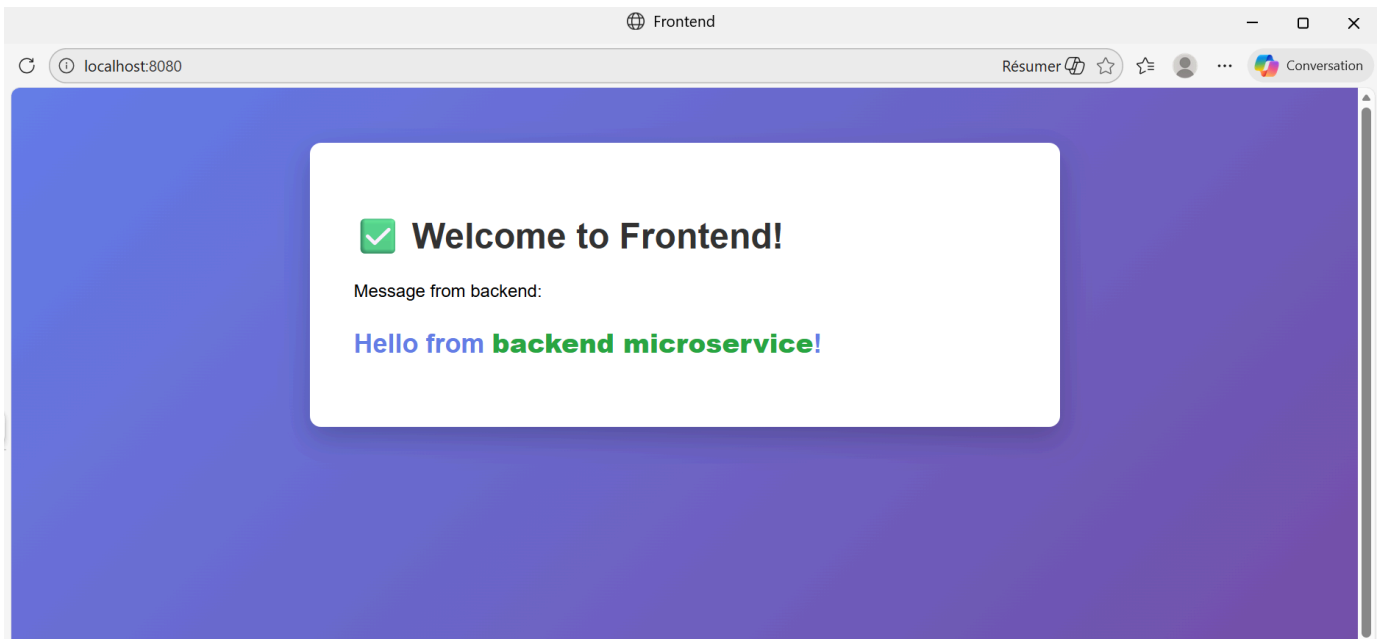 Frontend
localhost:8080 Résumer Conversation
Welcome to Frontend!
Message from backend:
Hello from backend microservice!